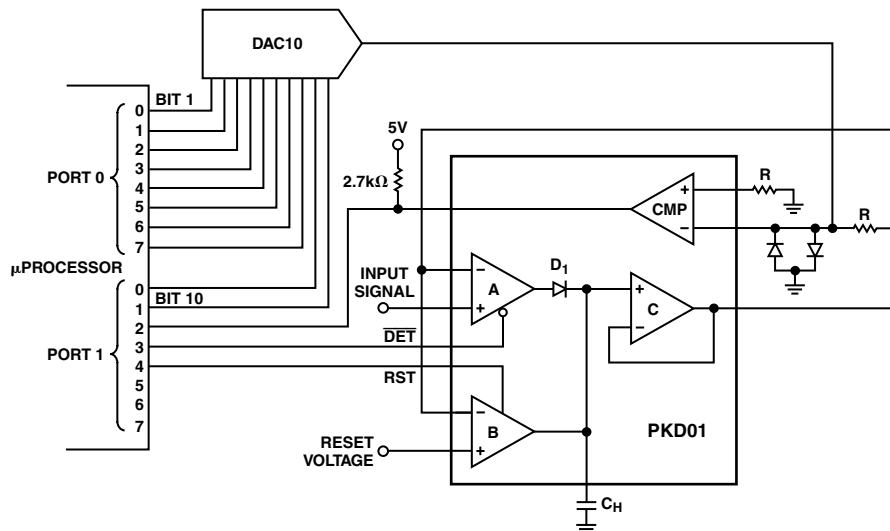 DAC10
BIT 1
0
1
2
3
4
5
6
7
PORT 0
μPROCESSOR
0
1
2
3
4
5
6
7
PORT 1
BIT 10
5V
2.7kΩ
CMP
+
–
R
R
INPUT
SIGNAL
–
A
+
D1
+
C
–
DET
RST
–
B
+
RESET
VOLTAGE
PKD01
CH